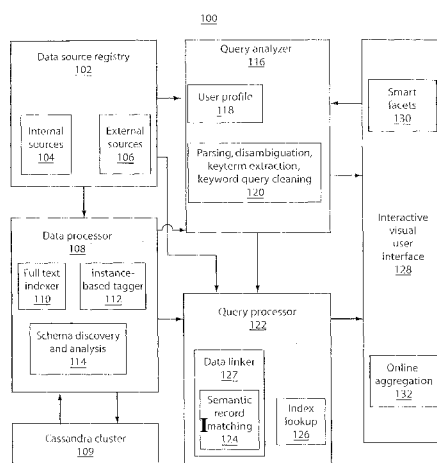 100
Data source registry
102
Internal
sources
104
External
sources
106
Query analyzer
116
User profile
118
Parsing, disambiguation,
keyterm extraction,
keyword query cleaning
120
Smart
facets
130
Interactive
visual
user
interface
128
Online
aggregation
132
Data processor
108
Full text
indexer
110
instance-
based tagger
112
Schema discovery
and analysis
114
Cassandra cluster
109
Query processor
122
Data linker
127
Semantic
record
matching
124
Index
lookup
126